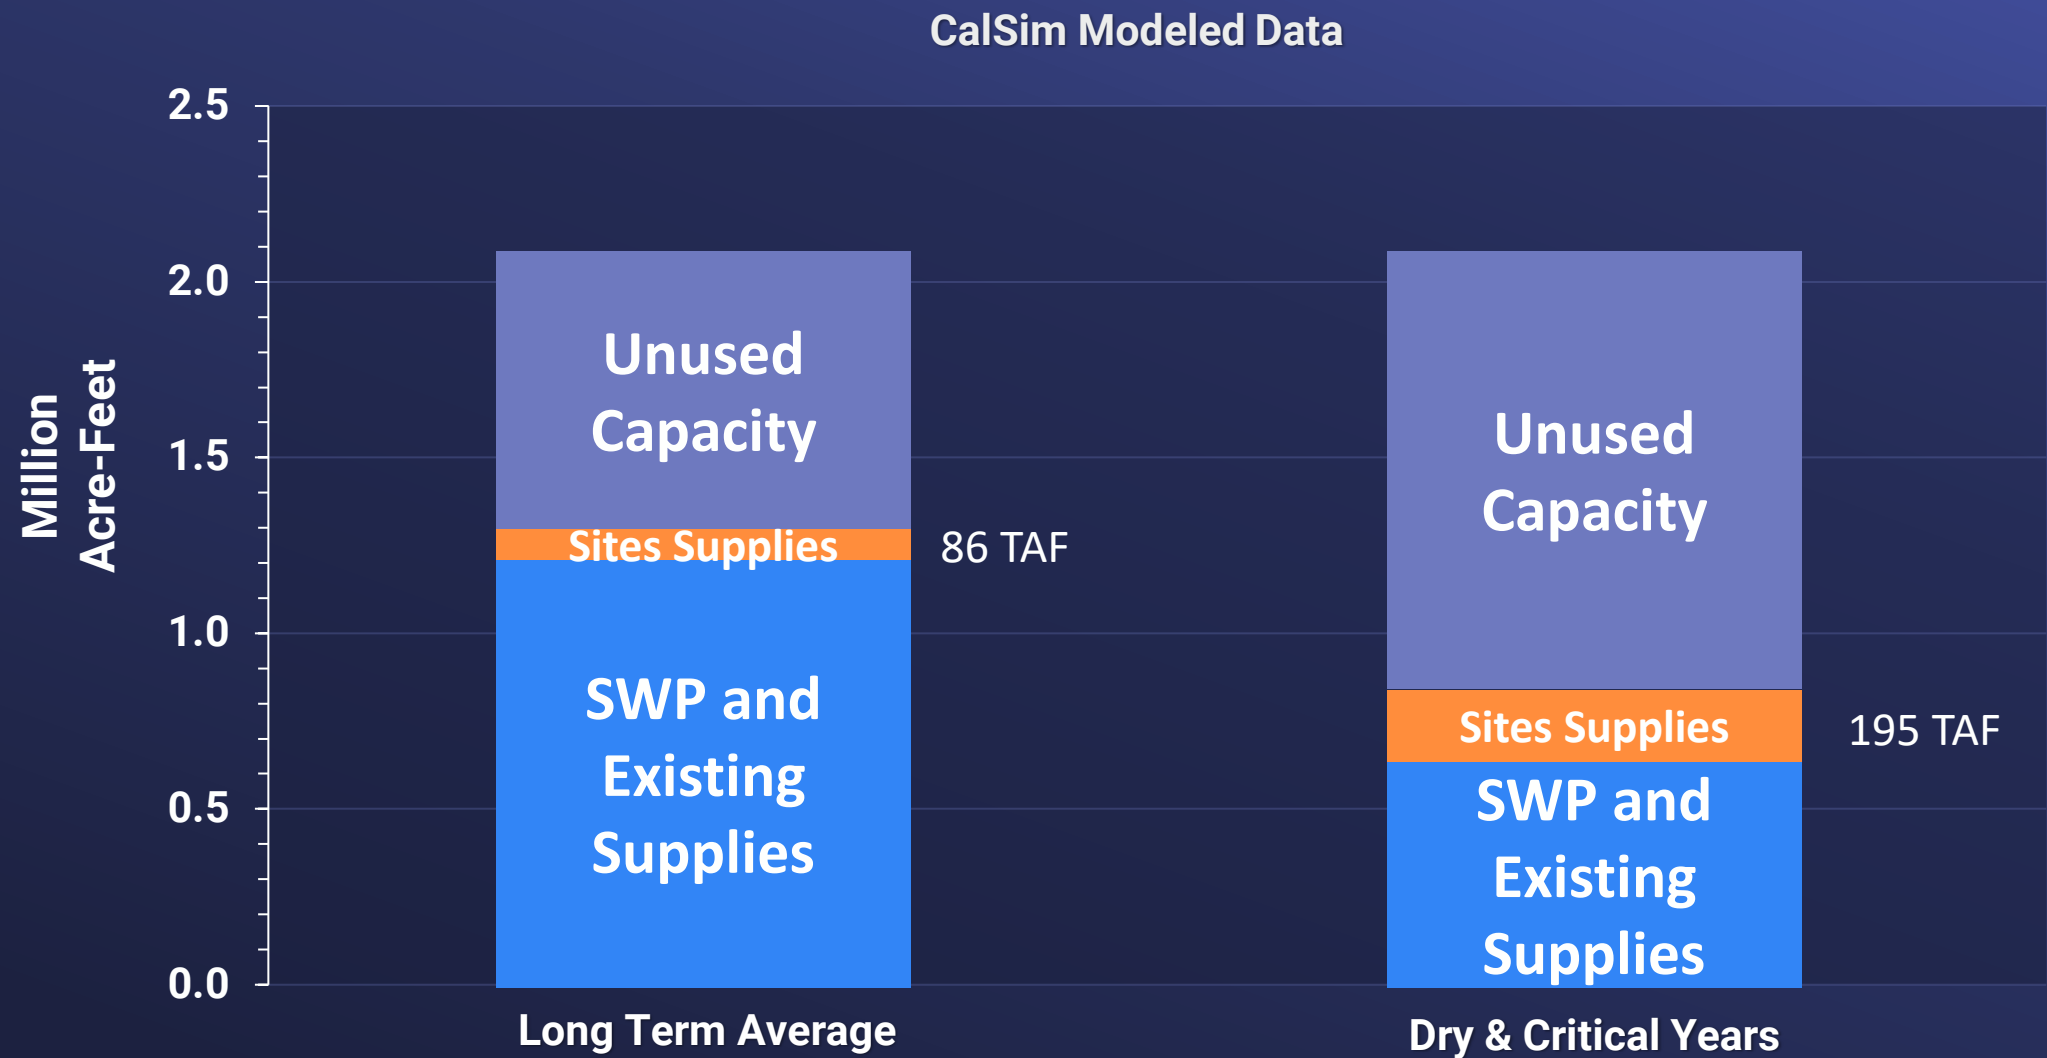 CalSim Modeled Data
Million
Acre-Feet
2.5
2.0
1.5
1.0
0.5
0.0
Unused
Capacity
Sites Supplies
86 TAF
SWP and
Existing
Supplies
Long Term Average
Unused
Capacity
Sites Supplies
195 TAF
SWP and
Existing
Supplies
Dry & Critical Years